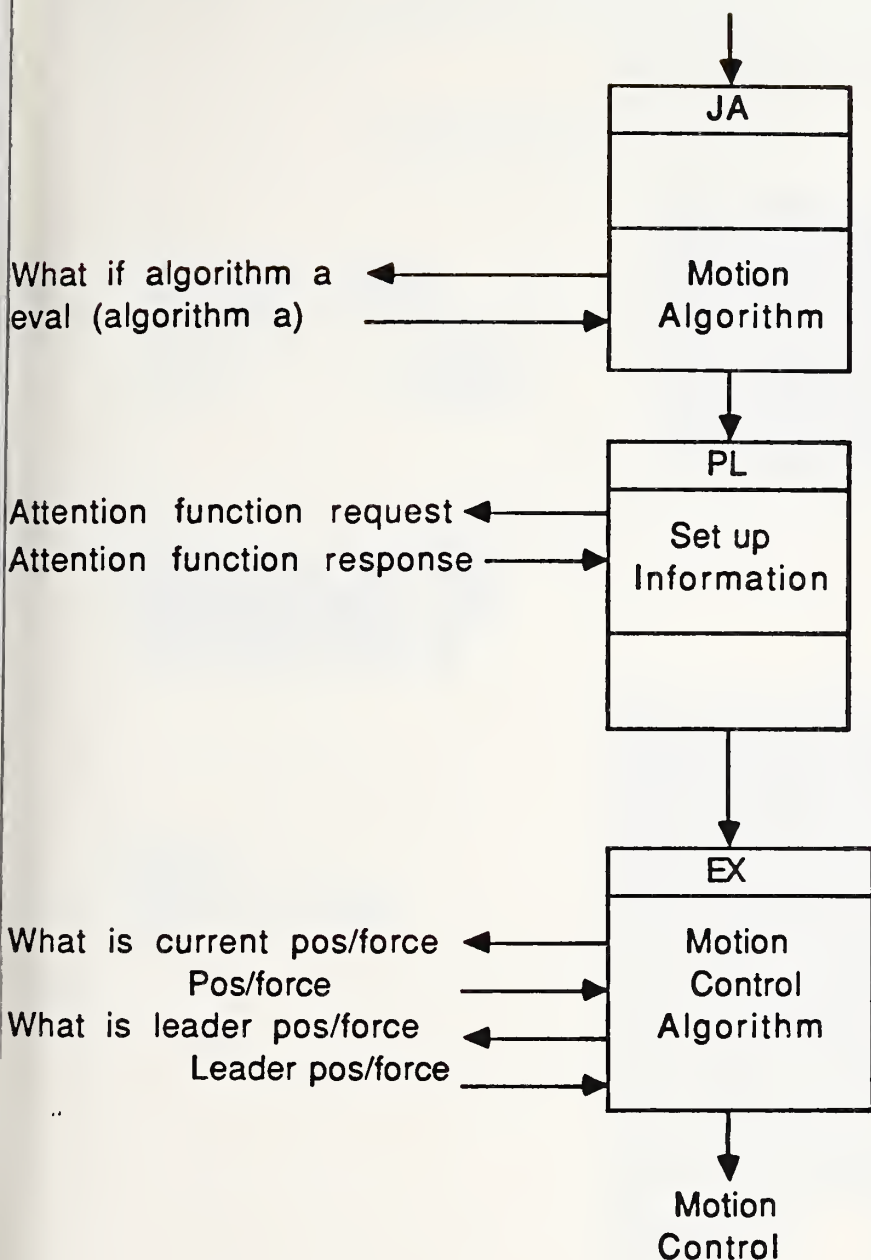 JA
What if algorithm a
eval (algorithm a)
Motion
Algorithm
PL
Attention function request
Attention function response
Set up
Information
EX
What is current pos/force
Pos/force
What is leader pos/force
Leader pos/force
Motion
Control
Algorithm
Motion
Control